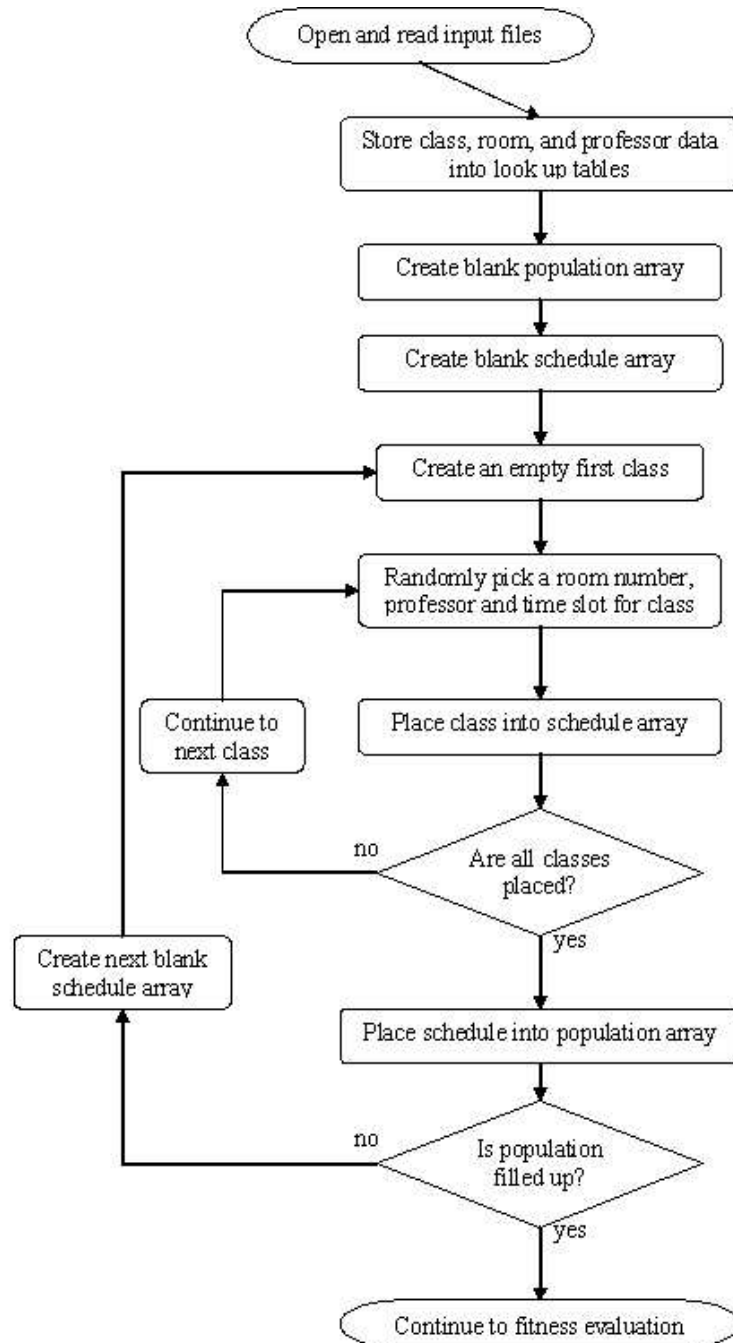 Open and read input files
Store class, room, and professor data
into look up tables
Create blank population array
Create blank schedule array
Create an empty first class
Randomly pick a room number,
professor and time slot for class
Continue to
next class
Place class into schedule array
no
Are all classes
placed?
yes
Create next blank
schedule array
Place schedule into population array
no
Is population
filled up?
yes
Continue to fitness evaluation